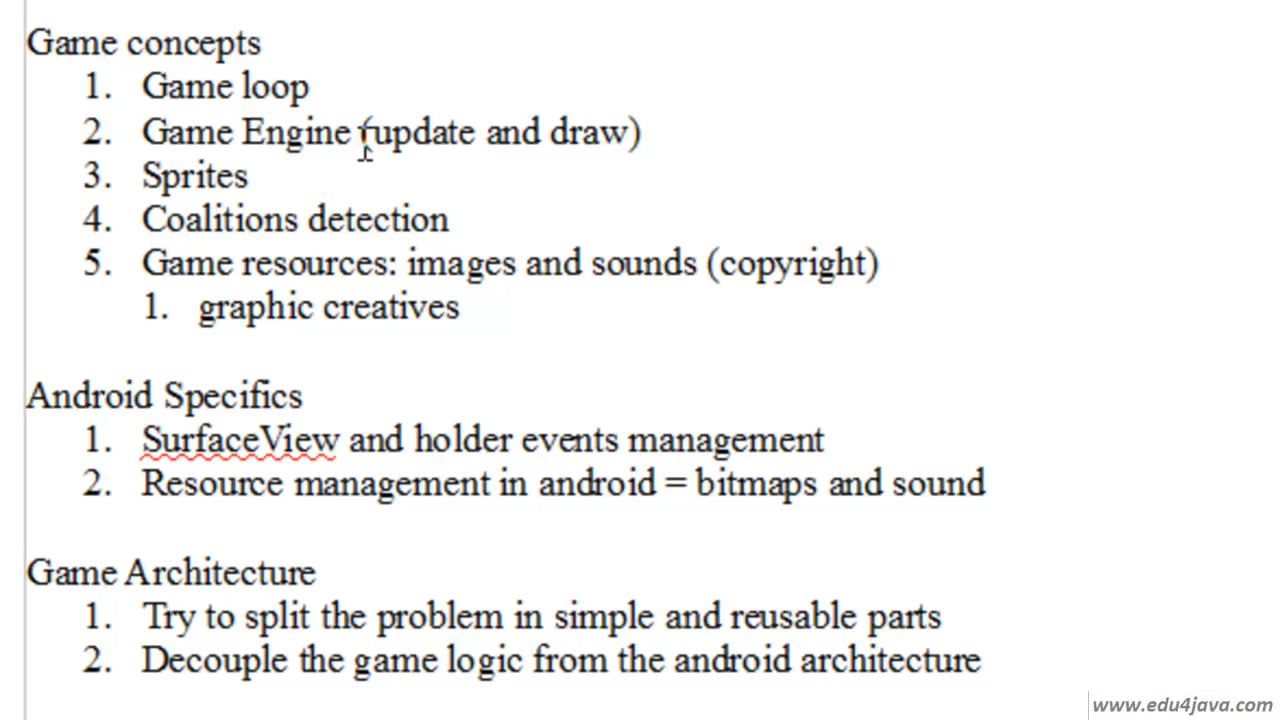 Game concepts
1. Game loop
2. Game Engine (update and draw)
3. Sprites
4. Coalitions detection
5. Game resources: images and sounds (copyright)
1. graphic creatives
Android Specifics
1. SurfaceView and holder events management
2. Resource management in android = bitmaps and sound
Game Architecture
1. Try to split the problem in simple and reusable parts
2. Decouple the game logic from the android architecture
www.edu4java.com